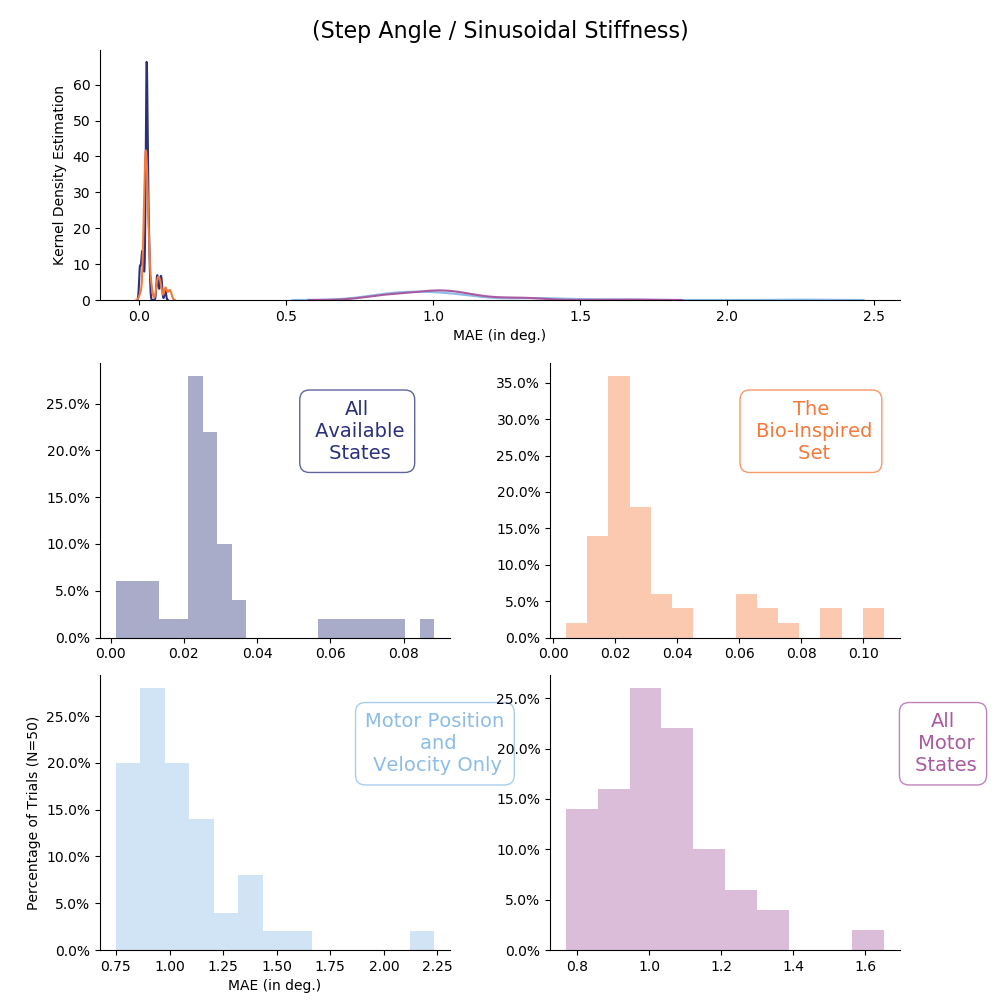 (Step Angle / Sinusoidal Stiffness)
60
50
40
30
20
10
0
Kernel Density Estimation
0.0 0.5 1.0 1.5 2.0 2.5
MAE (in deg.)
25.0%
20.0%
15.0%
10.0%
5.0%
0.0%
All
Available
States
0.00 0.02 0.04 0.06 0.08
35.0%
30.0%
25.0%
20.0%
15.0%
10.0%
5.0%
0.0%
The
Bio-Inspired
Set
0.00 0.02 0.04 0.06 0.08 0.10
Percentage of Trials (N=50)
25.0%
20.0%
15.0%
10.0%
5.0%
0.0%
Motor Position
and
Velocity Only
0.75 1.00 1.25 1.50 1.75 2.00 2.25
MAE (in deg.)
25.0%
20.0%
15.0%
10.0%
5.0%
0.0%
All
Motor
States
0.8 1.0 1.2 1.4 1.6